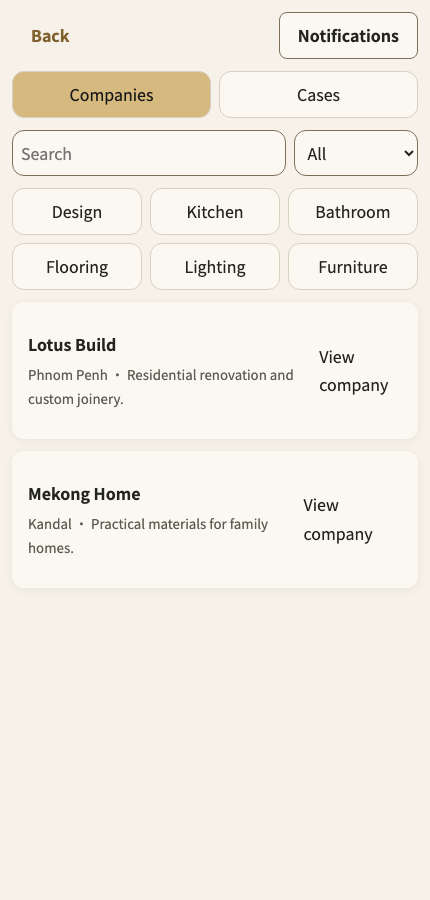 Back
Notifications
Companies
Cases
Search
All
Design
Kitchen
Bathroom
Flooring
Lighting
Furniture
Lotus Build
Phnom Penh • Residential renovation and
custom joinery.
View
company
Mekong Home
Kandal • Practical materials for family
homes.
View
company